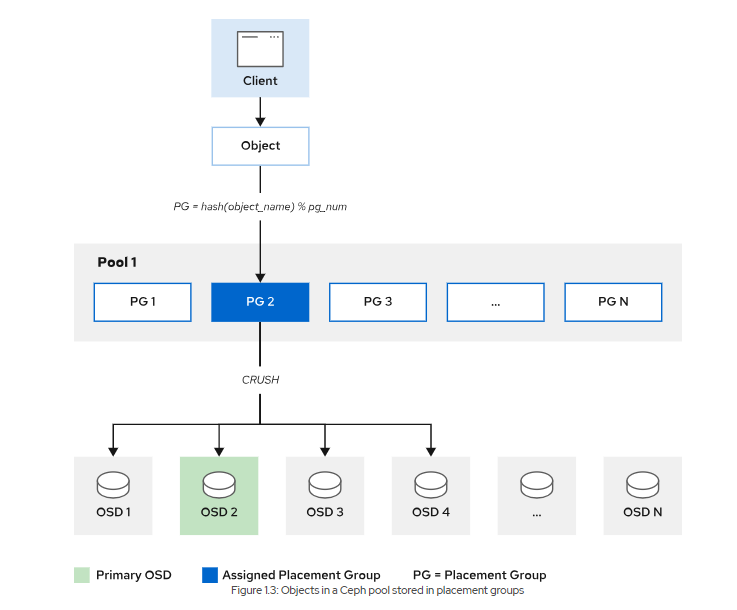 Client
Object
PG = hash(object_name) % pg_num
Pool 1
PG 1
PG 2
PG 3
...
PG N
CRUSH
OSD 1
OSD 2
OSD 3
OSD 4
...
OSD N
Primary OSD
Assigned Placement Group
PG = Placement Group
Figure 1.3: Objects in a Ceph pool stored in placement groups